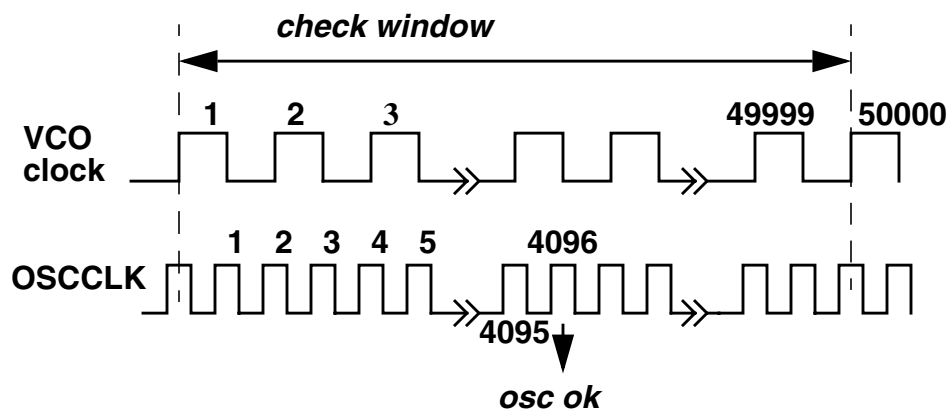 check window
1 2 3 49999 50000
VCO
clock
1 2 3 4 5 4096
OSCCLK
4095
osc ok